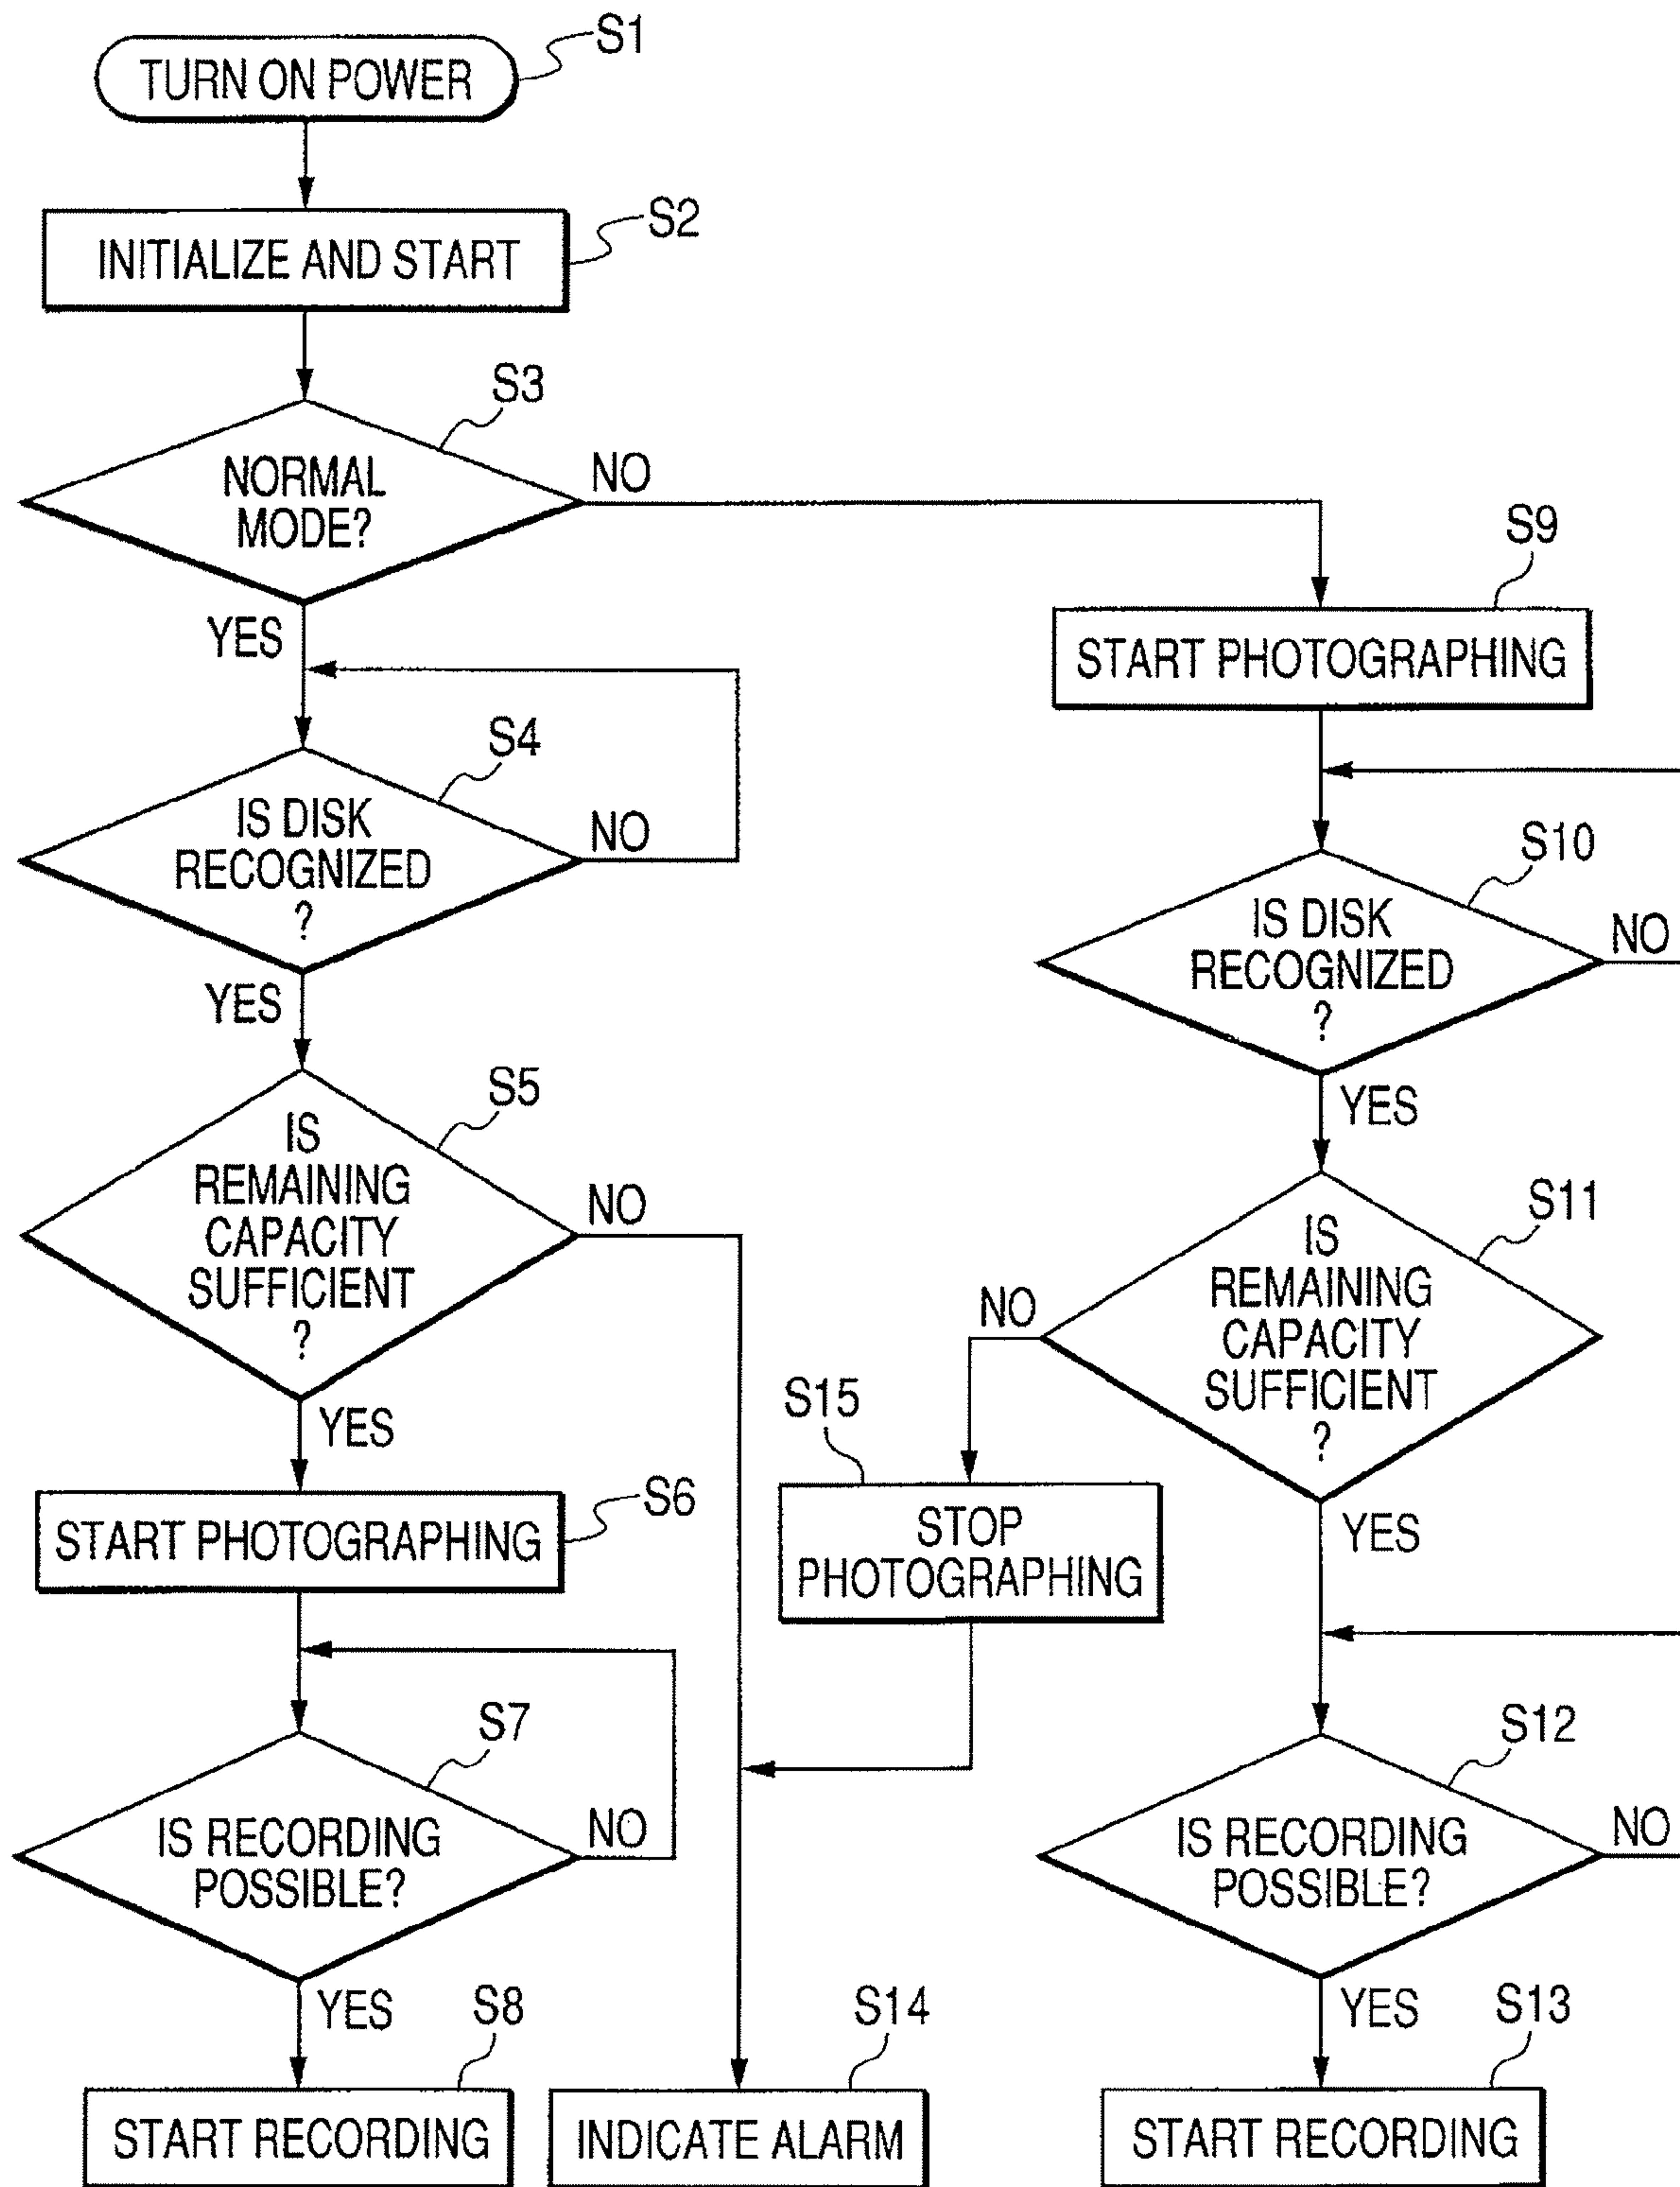 S1
TURN ON POWER
S2
INITIALIZE AND START
S3
NORMAL
MODE?
NO
YES
S4
IS DISK
RECOGNIZED
?
NO
YES
S5
IS
REMAINING
CAPACITY
SUFFICIENT
?
NO
YES
S6
START PHOTOGRAPHING
S7
IS RECORDING
POSSIBLE?
NO
YES
S8
START RECORDING
S9
START PHOTOGRAPHING
S10
IS DISK
RECOGNIZED
?
NO
YES
S11
IS
REMAINING
CAPACITY
SUFFICIENT
?
NO
YES
S15
STOP
PHOTOGRAPHING
S12
IS RECORDING
POSSIBLE?
NO
YES
S14
INDICATE ALARM
S13
START RECORDING